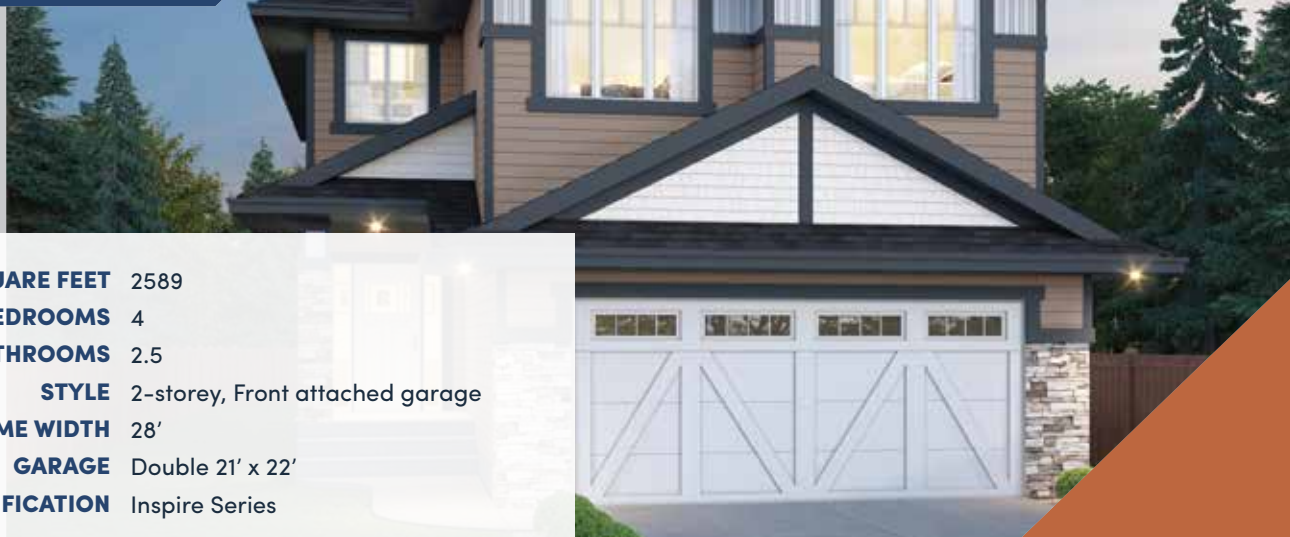 UARE FEET 2589
EDROOMS 4
THROOMS 2.5
STYLE 2-storey, Front attached garage
ME WIDTH 28'
GARAGE Double 21' x 22'
FICATION Inspire Series